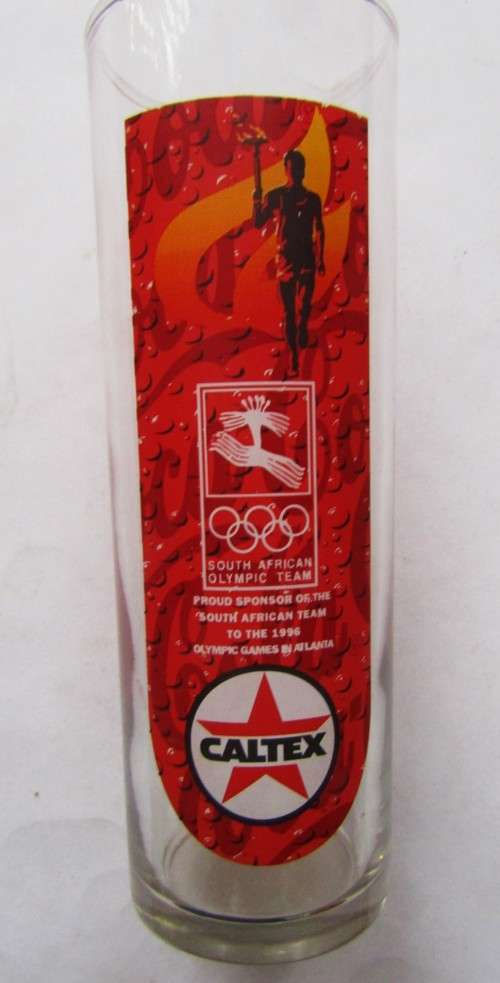 SOUTH AFRICAN
OLYMPIC TEAM
PROUD SPONSOR OF THE
SOUTH AFRICAN TEAM
TO THE 1996
OLYMPIC GAMES IN ATLANTA
CALTEX